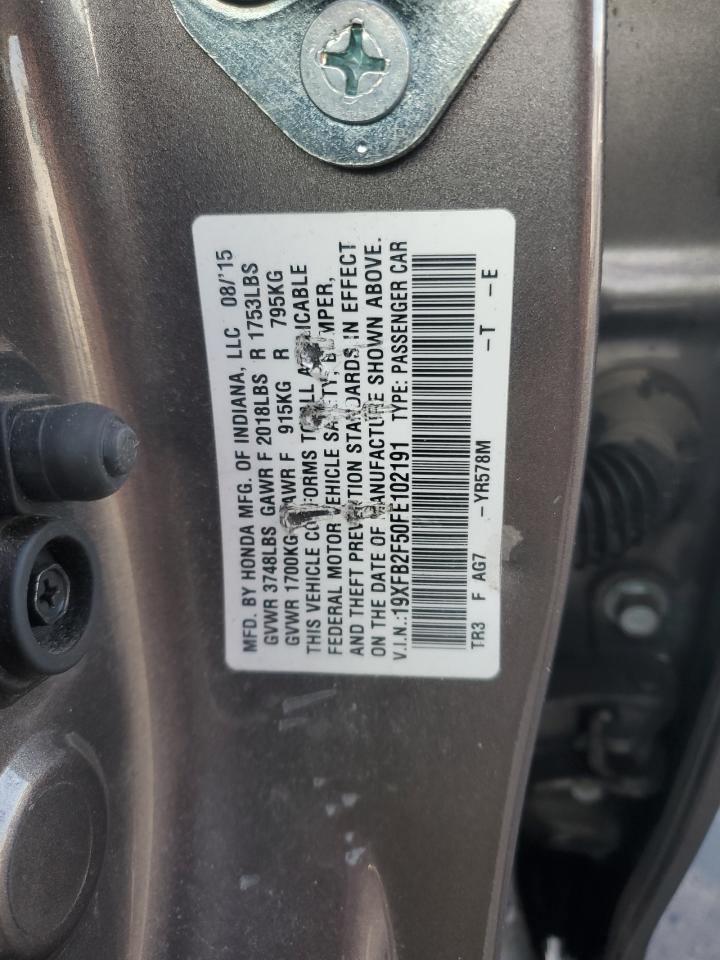 MFD. BY HONDA MFG. OF INDIANA, LLC 08/'15
GVWR 3748LBS GAWR F 2018LBS R 1753LBS
GVWR 1700KG GAWR F 915KG R 795KG
THIS VEHICLE CONFORMS TO ALL APPLICABLE
FEDERAL MOTOR VEHICLE SAFETY, BUMPER,
AND THEFT PREVENTION STANDARDS IN EFFECT
ON THE DATE OF MANUFACTURE SHOWN ABOVE.
V.I.N.:19XFB2F50FE102191 TYPE: PASSENGER CAR
TR3 F AG7 -YR578M -T -E